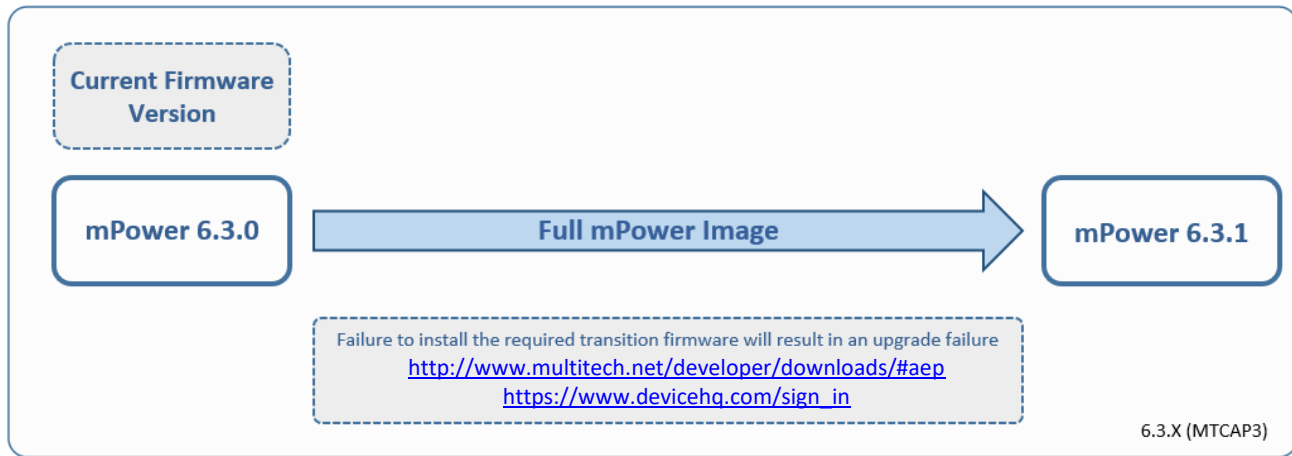 Current Firmware
Version
mPower 6.3.0
Full mPower Image
mPower 6.3.1
Failure to install the required transition firmware will result in an upgrade failure
http://www.multitech.net/developer/downloads/#aep
https://www.devicehq.com/sign_in
6.3.X (MTCAP3)